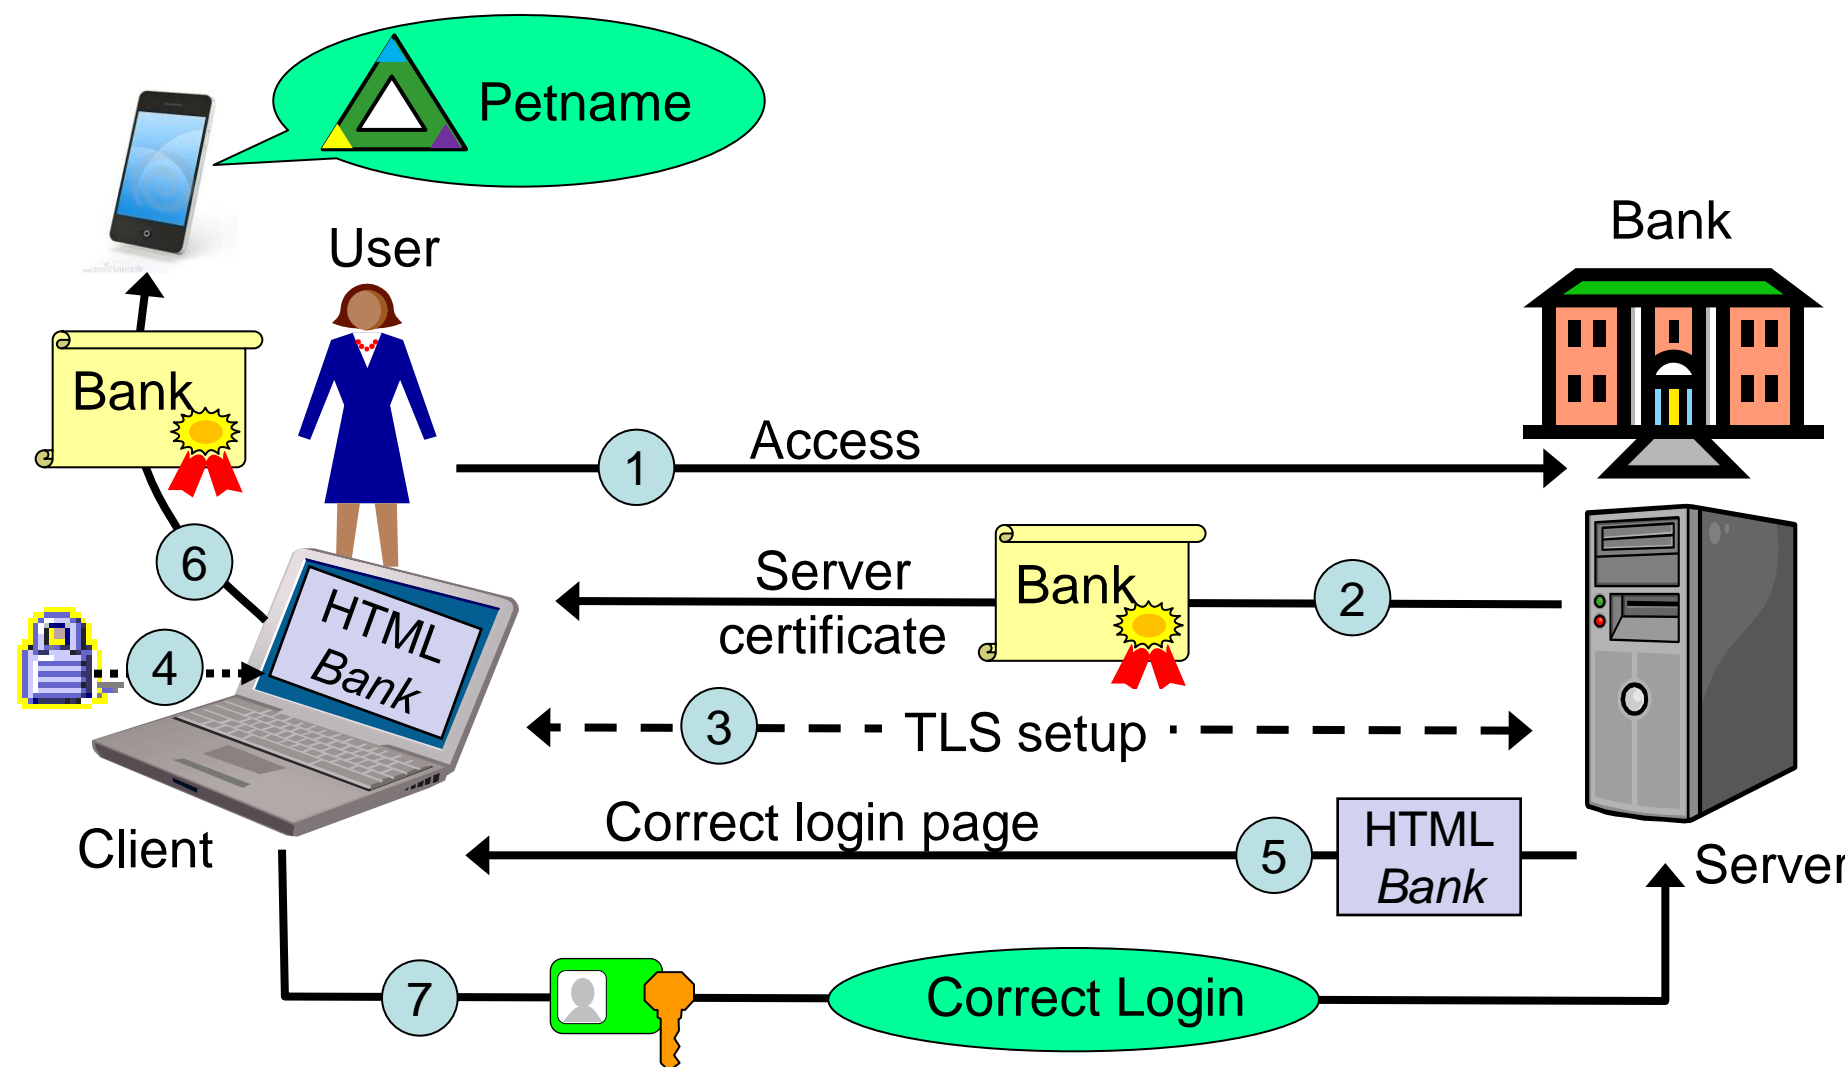 Petname
User
Bank
Bank
1
Access
6
Server
certificate
Bank
2
HTML
Bank
4
3
TLS setup
Client
Correct login page
5
HTML
Bank
Server
7
Correct Login